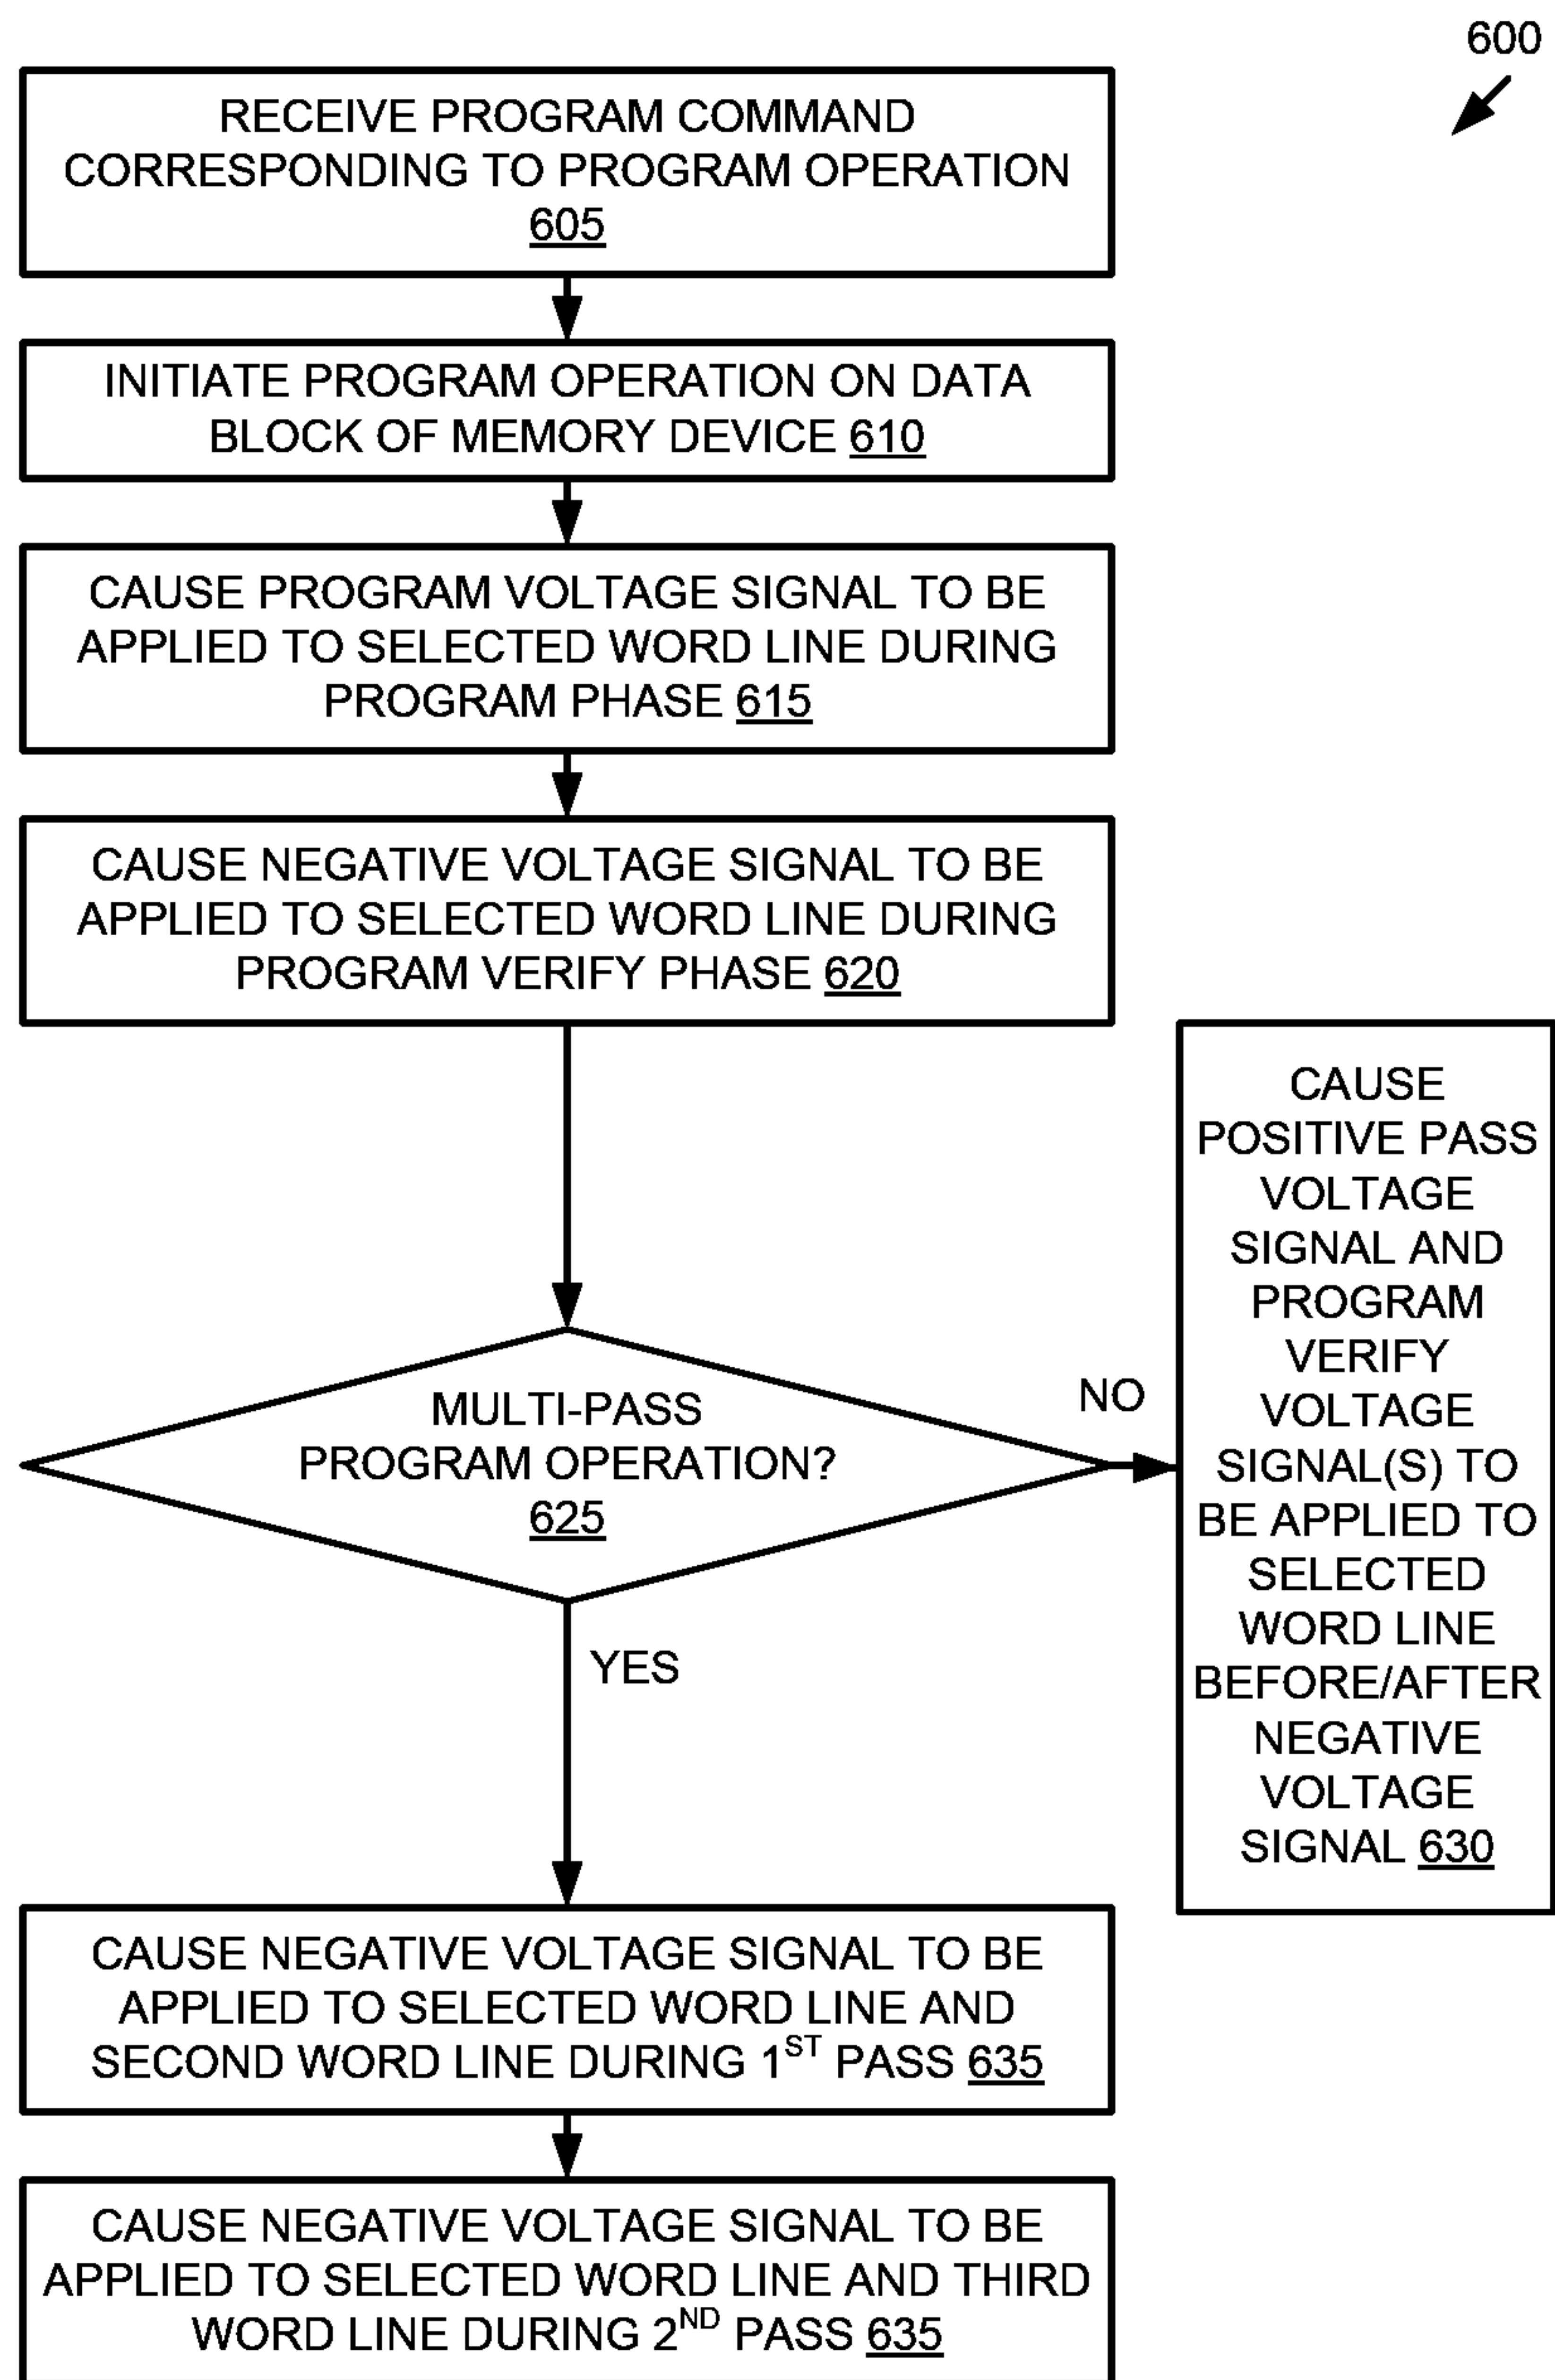 600
RECEIVE PROGRAM COMMAND
CORRESPONDING TO PROGRAM OPERATION
605
INITIATE PROGRAM OPERATION ON DATA
BLOCK OF MEMORY DEVICE 610
CAUSE PROGRAM VOLTAGE SIGNAL TO BE
APPLIED TO SELECTED WORD LINE DURING
PROGRAM PHASE 615
CAUSE NEGATIVE VOLTAGE SIGNAL TO BE
APPLIED TO SELECTED WORD LINE DURING
PROGRAM VERIFY PHASE 620
MULTI-PASS
PROGRAM OPERATION?
625
NO
CAUSE
POSITIVE PASS
VOLTAGE
SIGNAL AND
PROGRAM
VERIFY
VOLTAGE
SIGNAL(S) TO
BE APPLIED TO
SELECTED
WORD LINE
BEFORE/AFTER
NEGATIVE
VOLTAGE
SIGNAL 630
YES
CAUSE NEGATIVE VOLTAGE SIGNAL TO BE
APPLIED TO SELECTED WORD LINE AND
SECOND WORD LINE DURING 1ST PASS 635
CAUSE NEGATIVE VOLTAGE SIGNAL TO BE
APPLIED TO SELECTED WORD LINE AND THIRD
WORD LINE DURING 2ND PASS 635